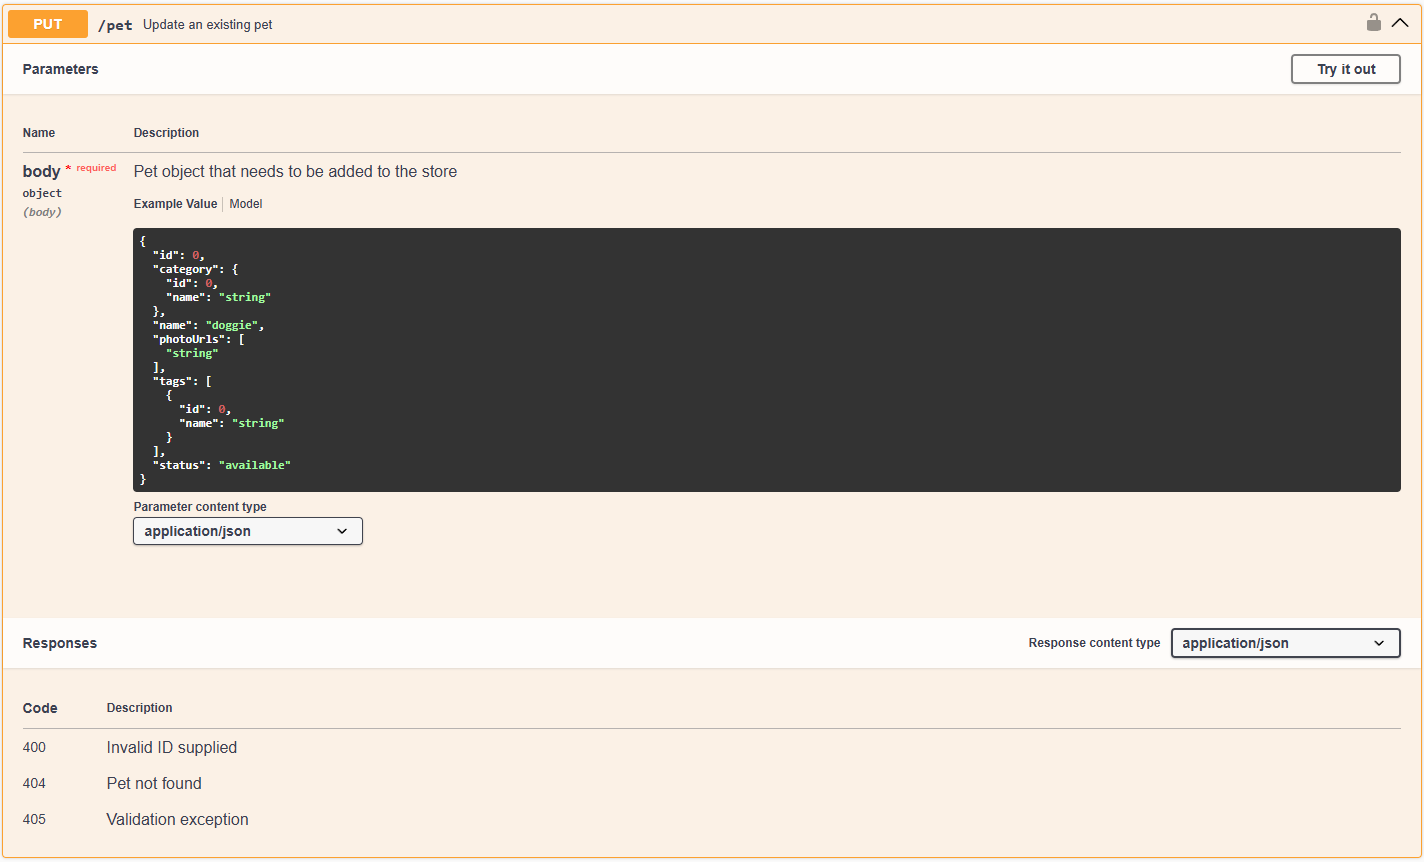 PUT /pet Update an existing pet
Parameters Try it out
Name Description
body * required Pet object that needs to be added to the store
object
(body)
Example Value Model
{
  "id": 0,
  "category": {
    "id": 0,
    "name": "string"
  },
  "name": "doggie",
  "photoUrls": [
    "string"
  ],
  "tags": [
    {
      "id": 0,
      "name": "string"
    }
  ],
  "status": "available"
}
Parameter content type
application/json
Responses Response content type application/json
Code Description
400 Invalid ID supplied
404 Pet not found
405 Validation exception